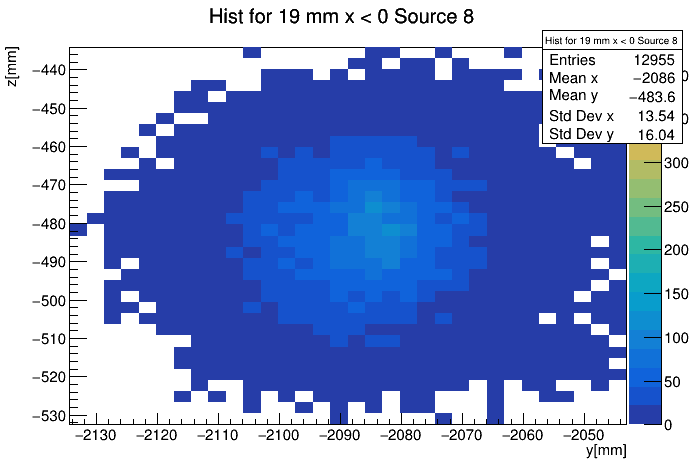 Hist for 19 mm x < 0 Source 8
z[mm]
Hist for 19 mm x < 0 Source 8
Entries 12955
Mean x −2086
Mean y −483.6
Std Dev x 13.54
Std Dev y 16.04
−440
−450
−460
−470
−480
−490
−500
−510
−520
−530
300
250
200
150
100
50
0
−2130 −2120 −2110 −2100 −2090 −2080 −2070 −2060 −2050
y[mm]